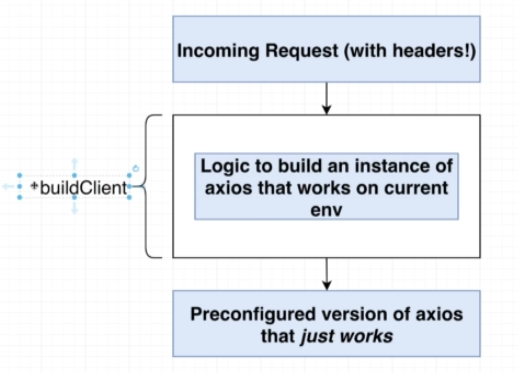 Incoming Request (with headers!)
Logic to build an instance of
axios that works on current
env
buildClient
Preconfigured version of axios
that just works